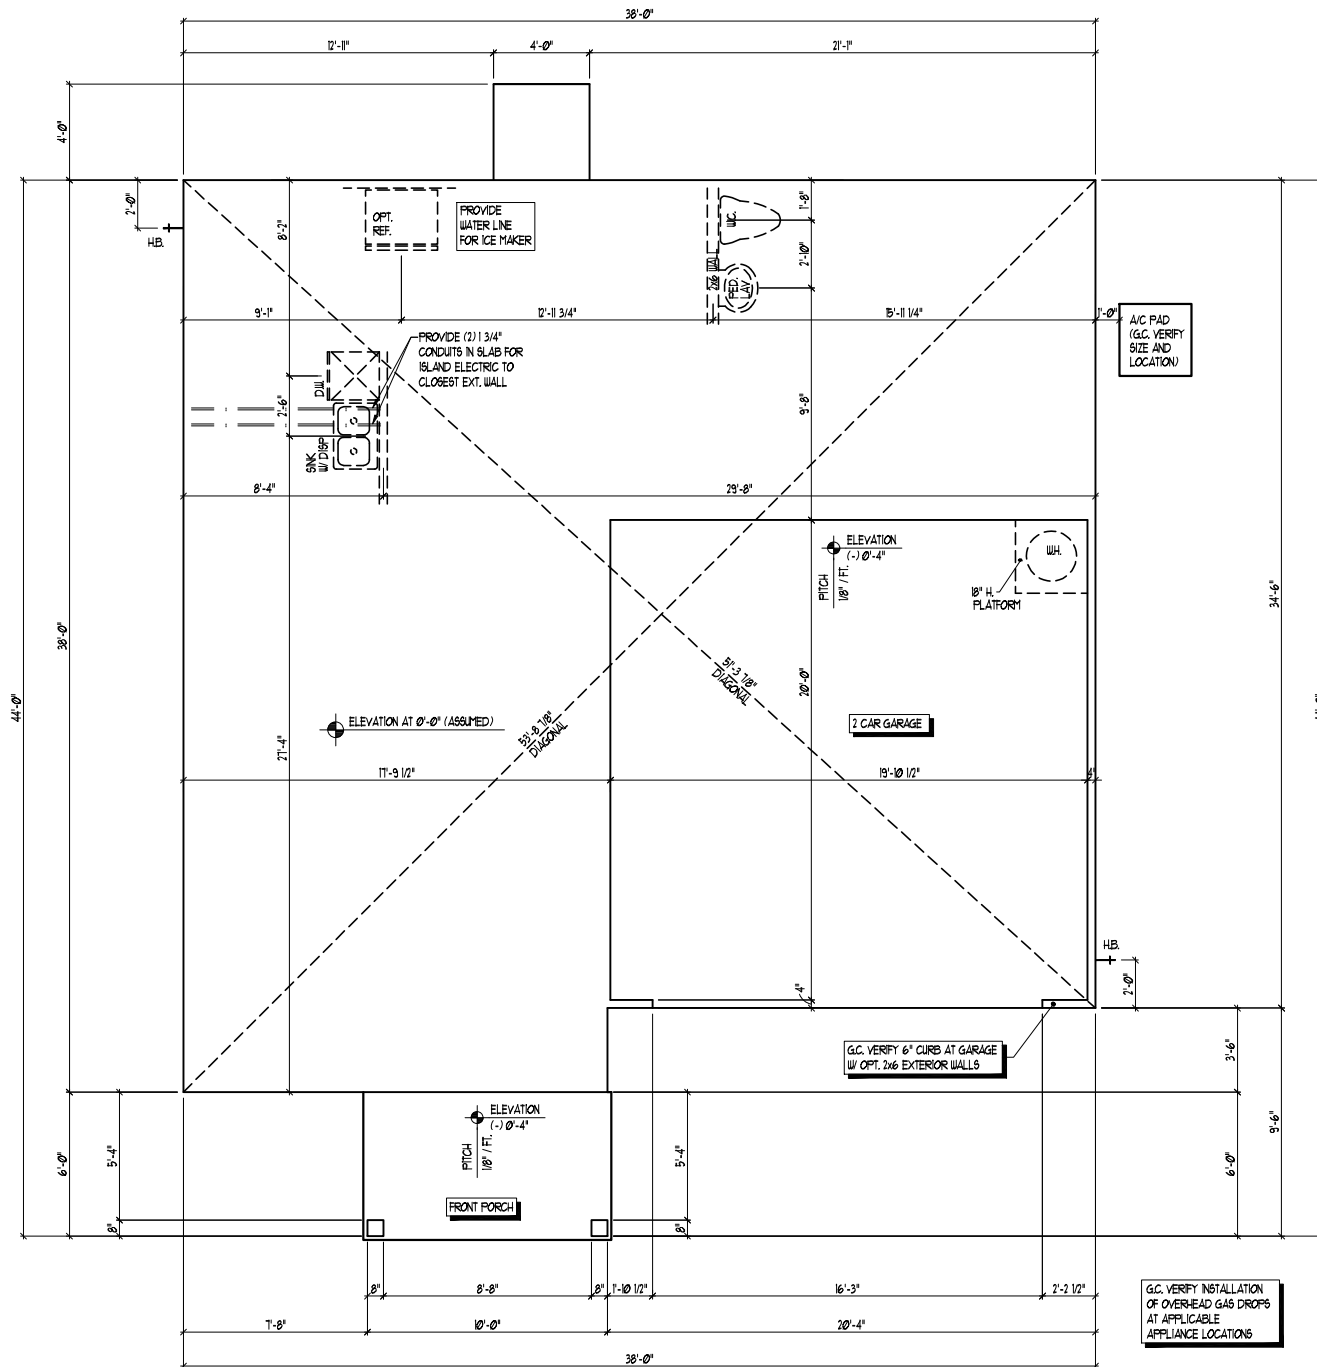 38'-0"
12'-11"
4'-0"
21'-1"
4'-0"
2'-0"
H.B.
8'-2"
OPT.
REF.
PROVIDE
WATER LINE
FOR ICE MAKER
2x6 WALL
W.C.
PED.
LAV.
1'-8"
2'-10"
9'-1"
12'-11 3/4"
15'-11 1/4"
1'-0"
A/C PAD
(G.C. VERIFY
SIZE AND
LOCATION)
PROVIDE (2) 1 3/4"
CONDUITS IN SLAB FOR
ISLAND ELECTRIC TO
CLOSEST EXT. WALL
D.W.
2'-6"
SINK
W/ DISP.
9'-8"
8'-4"
29'-8"
ELEVATION
(-) 0'-4"
PITCH
1/8" / FT.
W.H.
18" H.
PLATFORM
34'-6"
38'-0"
44'-0"
51'-3 7/8"
DIAGONAL
20'-0"
2 CAR GARAGE
ELEVATION AT 0'-0" (ASSUMED)
53'-8 7/8"
DIAGONAL
27'-4"
17'-9 1/2"
19'-10 1/2"
4"
H.B.
2'-0"
4"
G.C. VERIFY 6" CURB AT GARAGE
W/ OPT. 2x6 EXTERIOR WALLS
3'-6"
9'-6"
6'-0"
ELEVATION
(-) 0'-4"
PITCH
1/8" / FT.
FRONT PORCH
6'-0"
5'-4"
8"
5'-4"
8"
8"
8'-8"
8"
1'-10 1/2"
16'-3"
2'-2 1/2"
7'-8"
10'-0"
20'-4"
38'-0"
G.C. VERIFY INSTALLATION
OF OVERHEAD GAS DROPS
AT APPLICABLE
APPLIANCE LOCATIONS